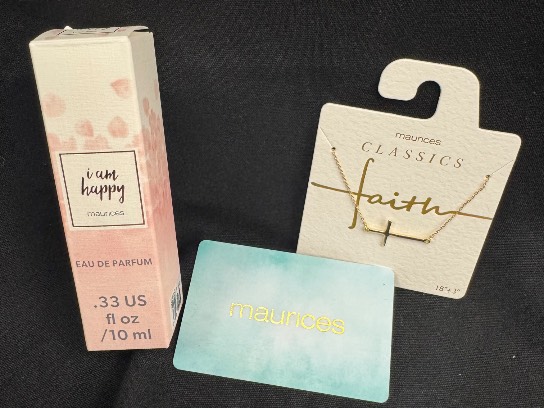 i am
happy
maurices
EAU DE PARFUM
.33 US
fl oz
/10 ml
maurices
CLASSICS
faith
18"+3"
maurices